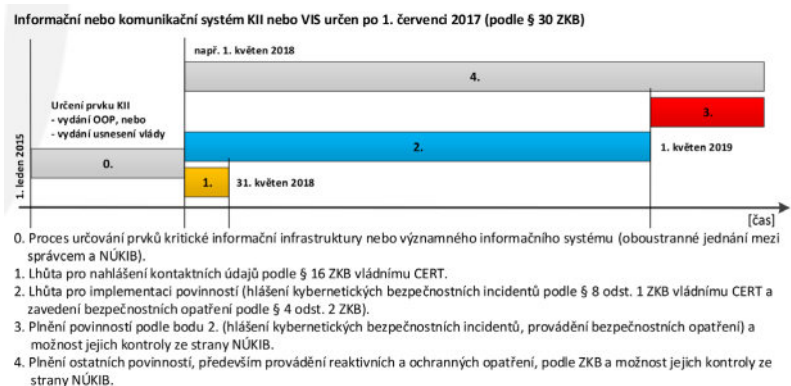 Informační nebo komunikační systém KII nebo VIS určen po 1. červenci 2017 (podle § 30 ZKB)
např. 1. květen 2018
4.
Určení prvku KII
- vydání OOP, nebo
- vydání usnesení vlády
3.
1. leden 2015
2.
1. květen 2019
0.
1.
31. květen 2018
[čas]
0. Proces určování prvků kritické informační infrastruktury nebo významného informačního systému (oboustranné jednání mezi
správcem a NÚKIB).
1. Lhůta pro nahlášení kontaktních údajů podle § 16 ZKB vládnímu CERT.
2. Lhůta pro implementaci povinností (hlášení kybernetických bezpečnostních incidentů podle § 8 odst. 1 ZKB vládnímu CERT a
zavedení bezpečnostních opatření podle § 4 odst. 2 ZKB).
3. Plnění povinností podle bodu 2. (hlášení kybernetických bezpečnostních incidentů, provádění bezpečnostních opatření) a
možnost jejich kontroly ze strany NÚKIB.
4. Plnění ostatních povinností, především provádění reaktivních a ochranných opatření, podle ZKB a možnost jejich kontroly ze
strany NÚKIB.